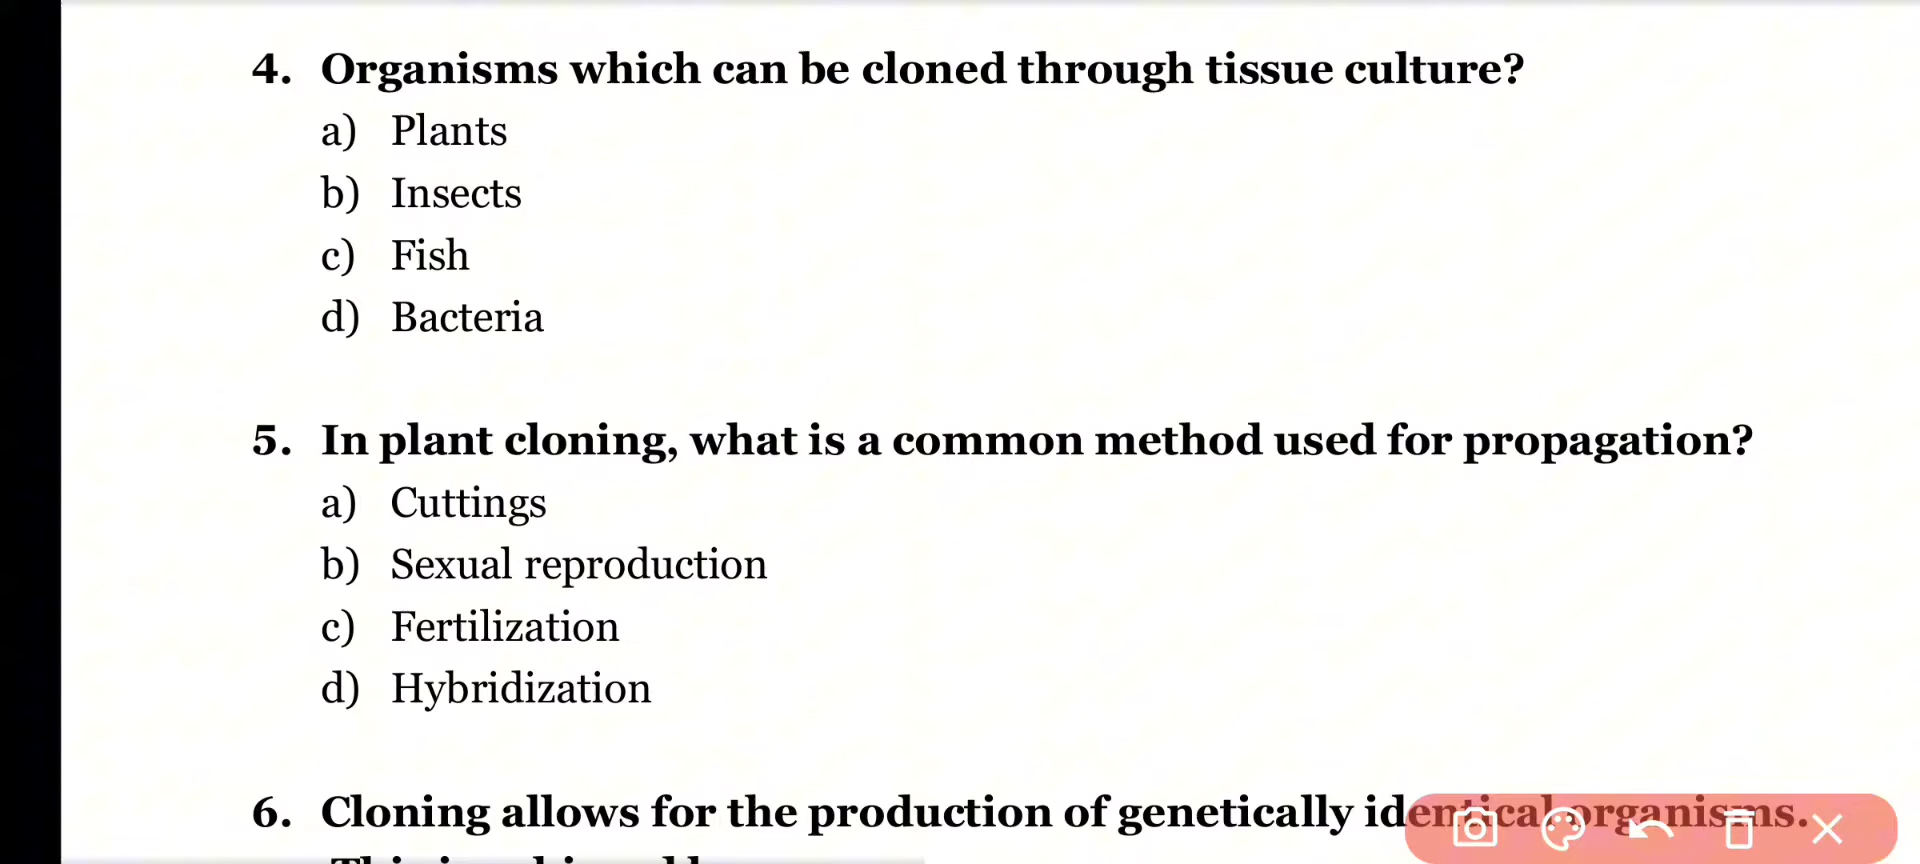 4. Organisms which can be cloned through tissue culture?
a) Plants
b) Insects
c) Fish
d) Bacteria
5. In plant cloning, what is a common method used for propagation?
a) Cuttings
b) Sexual reproduction
c) Fertilization
d) Hybridization
6. Cloning allows for the production of genetically identical organisms.